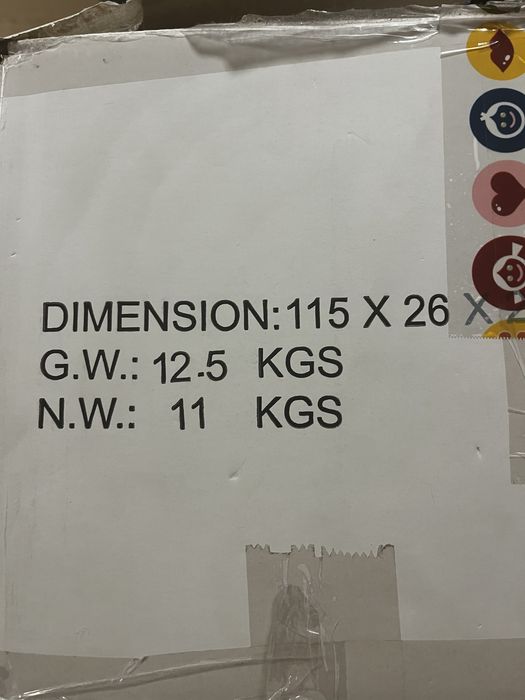 DIMENSION: 115 X 26 X
G.W.: 12.5 KGS
N.W.: 11 KGS